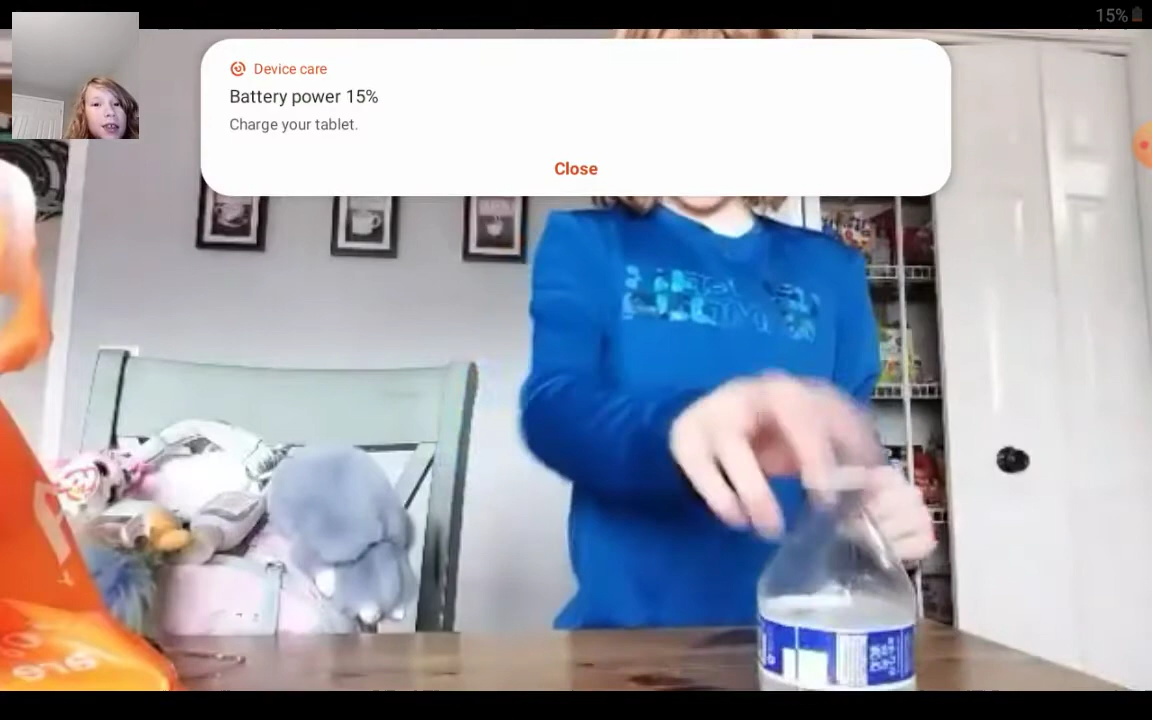 15%
Device care
Battery power 15%
Charge your tablet.
Close